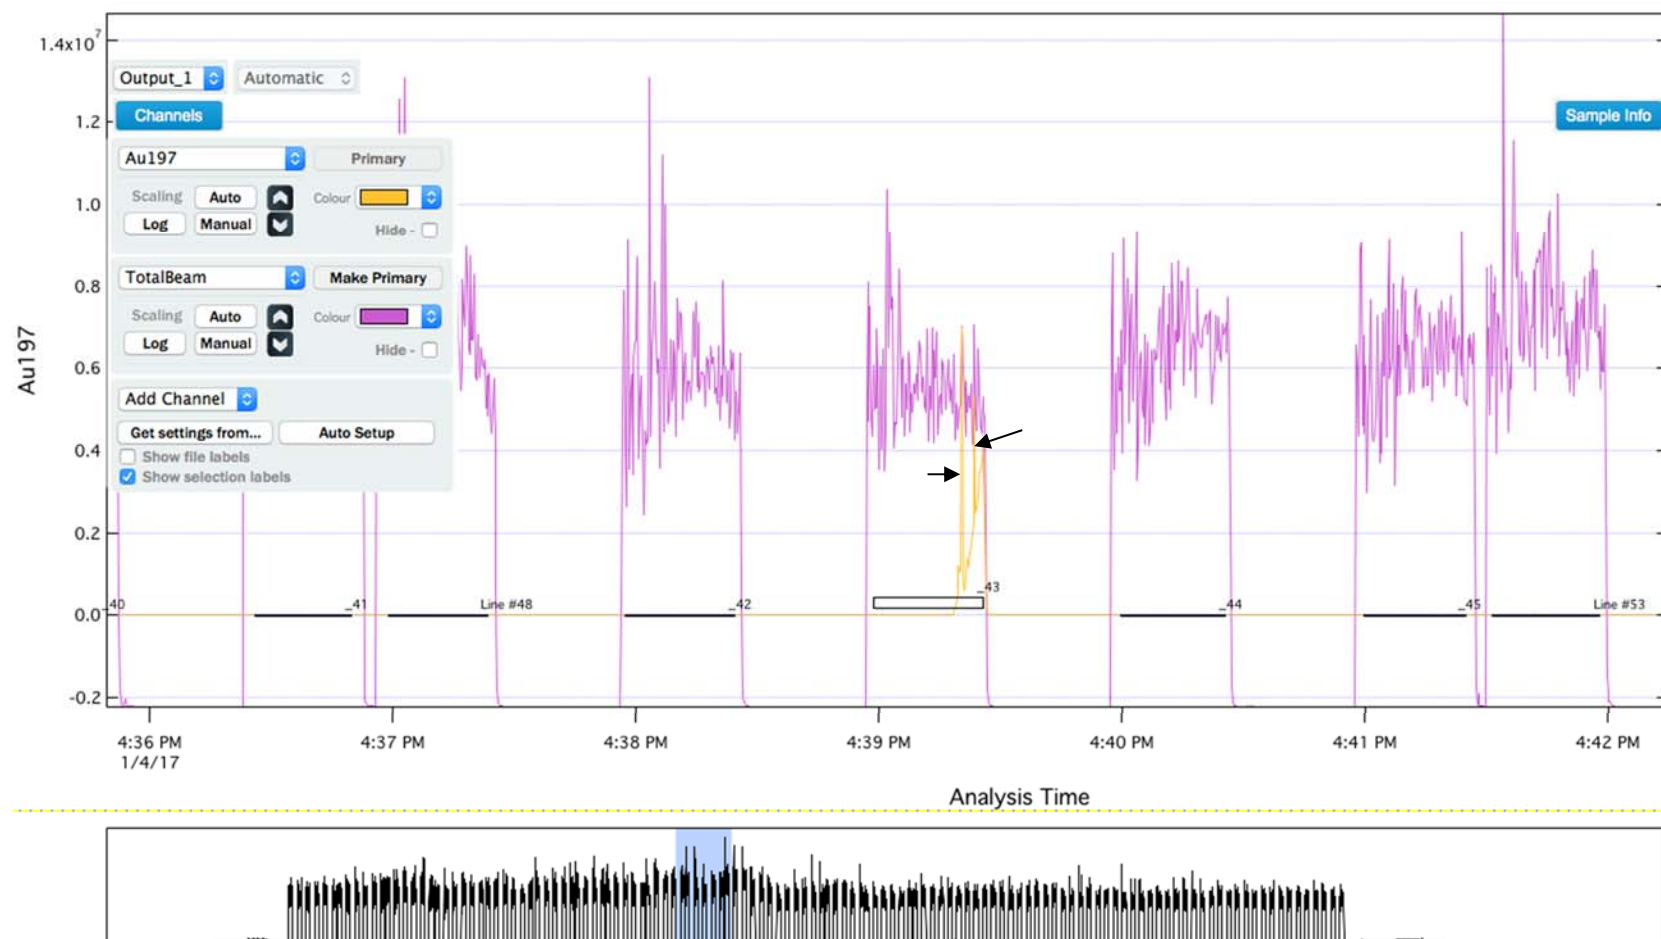 1.4x10⁷
Output_1 Automatic
Channels
Sample Info
1.2
Au197 Primary
Scaling Auto Colour
Log Manual Hide -
1.0
TotalBeam Make Primary
0.8
Scaling Auto Colour
Log Manual Hide -
0.6
Add Channel
Get settings from... Auto Setup
Show file labels
0.4
Show selection labels
Au197
0.2
0.0
-0.2
40 _41 Line #48 _42 _43 _44 _45 Line #53
4:36 PM 4:37 PM 4:38 PM 4:39 PM 4:40 PM 4:41 PM 4:42 PM
1/4/17
Analysis Time